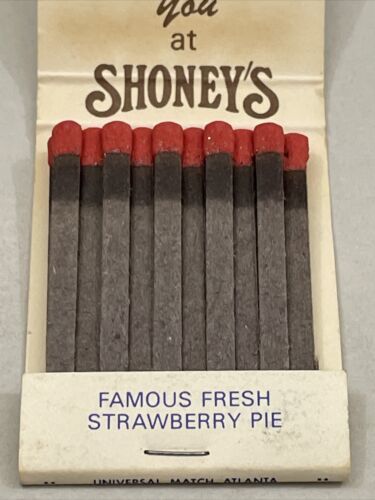 you
at
SHONEY'S
FAMOUS FRESH
STRAWBERRY PIE
UNIVERSAL MATCH ATLANTA